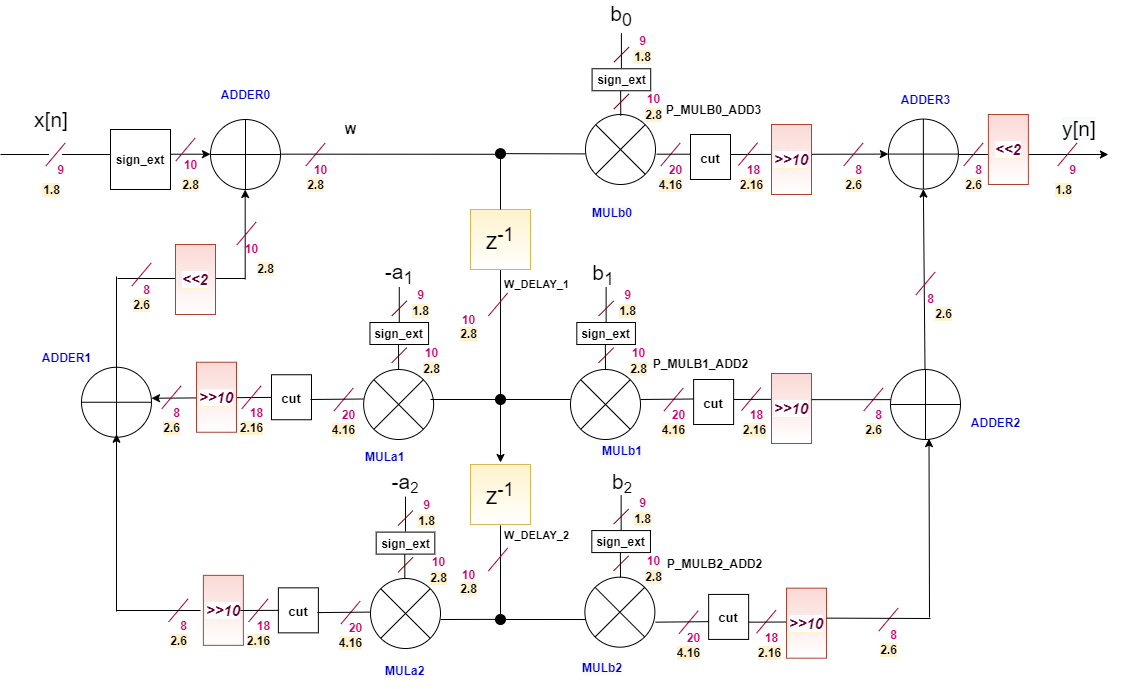 b0
9
1.8
sign_ext
10
2.8
P_MULB0_ADD3
ADDER0
ADDER3
x[n]
9
1.8
sign_ext
10
2.8
W
10
2.8
20
4.16
cut
18
2.16
>>10
8
2.6
8
2.6
<<2
y[n]
9
1.8
MULb0
10
2.8
<<2
8
2.6
z-1
W_DELAY_1
10
2.8
-a1
9
1.8
sign_ext
10
2.8
b1
9
1.8
sign_ext
10
2.8
P_MULB1_ADD2
8
2.6
ADDER1
8
2.6
>>10
18
2.16
cut
20
4.16
MULa1
20
4.16
cut
18
2.16
>>10
8
2.6
ADDER2
MULb1
z-1
W_DELAY_2
10
2.8
-a2
9
1.8
sign_ext
10
2.8
b2
9
1.8
sign_ext
10
2.8
P_MULB2_ADD2
8
2.6
>>10
18
2.16
cut
20
4.16
MULa2
20
4.16
cut
18
2.16
>>10
8
2.6
MULb2